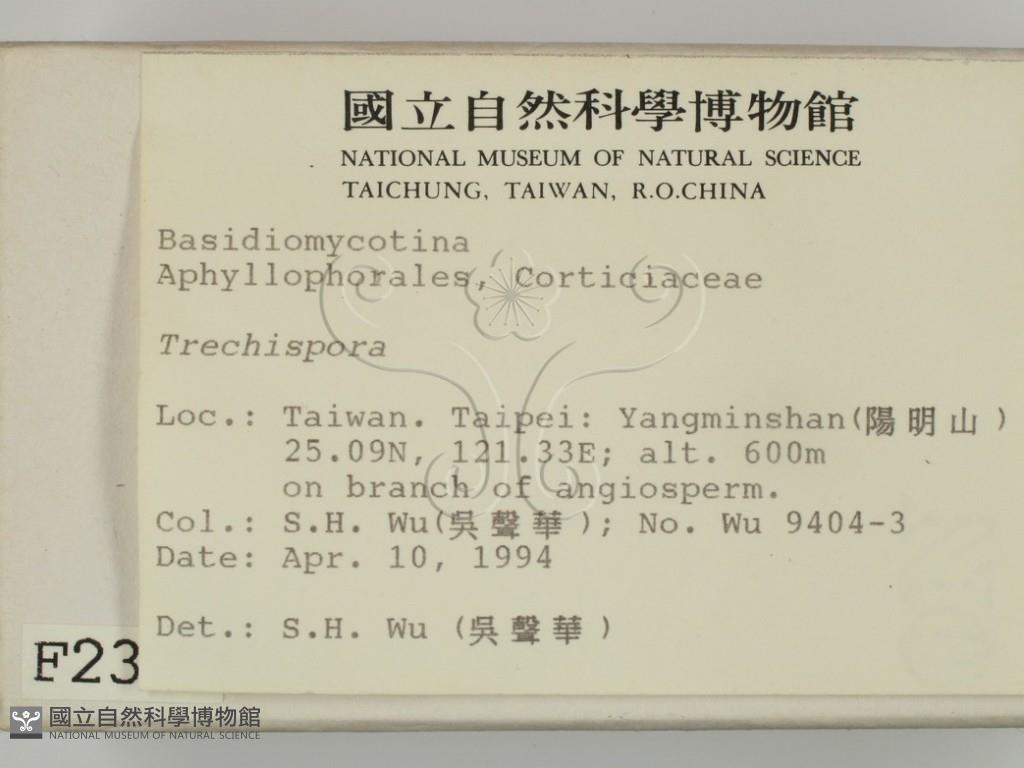 國立自然科學博物館
NATIONAL MUSEUM OF NATURAL SCIENCE
TAICHUNG, TAIWAN, R.O.CHINA
Basidiomycotina
Aphyllophorales, Corticiaceae
Trechispora
Loc.: Taiwan. Taipei: Yangminshan(陽明山)
25.09N, 121.33E; alt. 600m
on branch of angiosperm.
Col.: S.H. Wu(吳聲華); No. Wu 9404-3
Date: Apr. 10, 1994
Det.: S.H. Wu (吳聲華)
F23
國立自然科學博物館
NATIONAL MUSEUM OF NATURAL SCIENCE